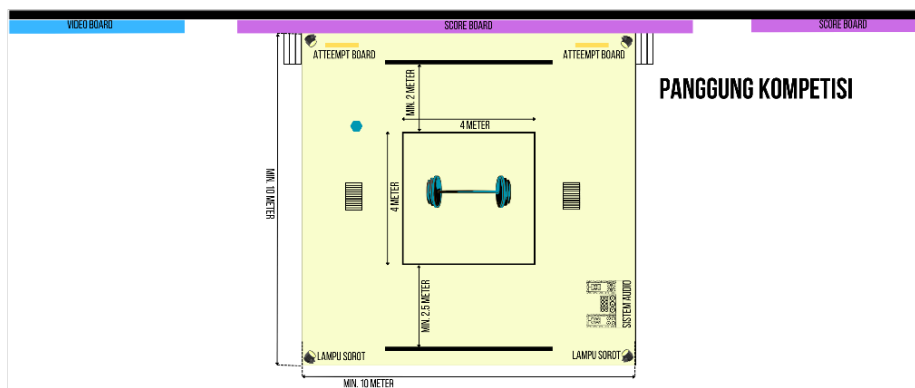 VIDEO BOARD
SCORE BOARD
SCORE BOARD
ATTEEMPT BOARD
ATTEEMPT BOARD
PANGGUNG KOMPETISI
MIN. 2 METER
4 METER
4 METER
MIN. 10 METER
MIN. 2.5 METER
SISTEM AUDIO
LAMPU SOROT
LAMPU SOROT
MIN. 10 METER